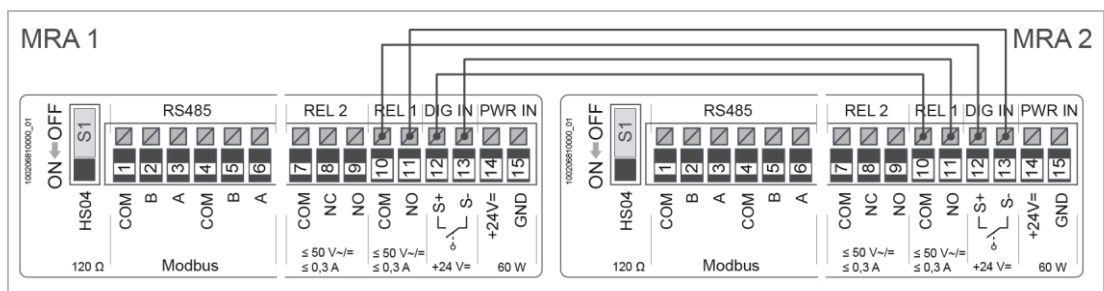 MRA 1 MRA 2
RS485 REL 2 REL 1 DIG IN PWR IN
100206810000_01
ON ⬅ OFF
S1
HS04
1 2 3 4 5 6 7 8 9 10 11 12 13 14 15
COM B A COM B A COM NC NO COM NO S+ S- +24V= GND
≤ 50 V~/= ≤ 50 V~/=
120 Ω Modbus ≤ 0,3 A ≤ 0,3 A +24 V= 60 W
RS485 REL 2 REL 1 DIG IN PWR IN
100206810000_01
ON ⬅ OFF
S1
HS04
1 2 3 4 5 6 7 8 9 10 11 12 13 14 15
COM B A COM B A COM NC NO COM NO S+ S- +24V= GND
≤ 50 V~/= ≤ 50 V~/=
120 Ω Modbus ≤ 0,3 A ≤ 0,3 A +24 V= 60 W